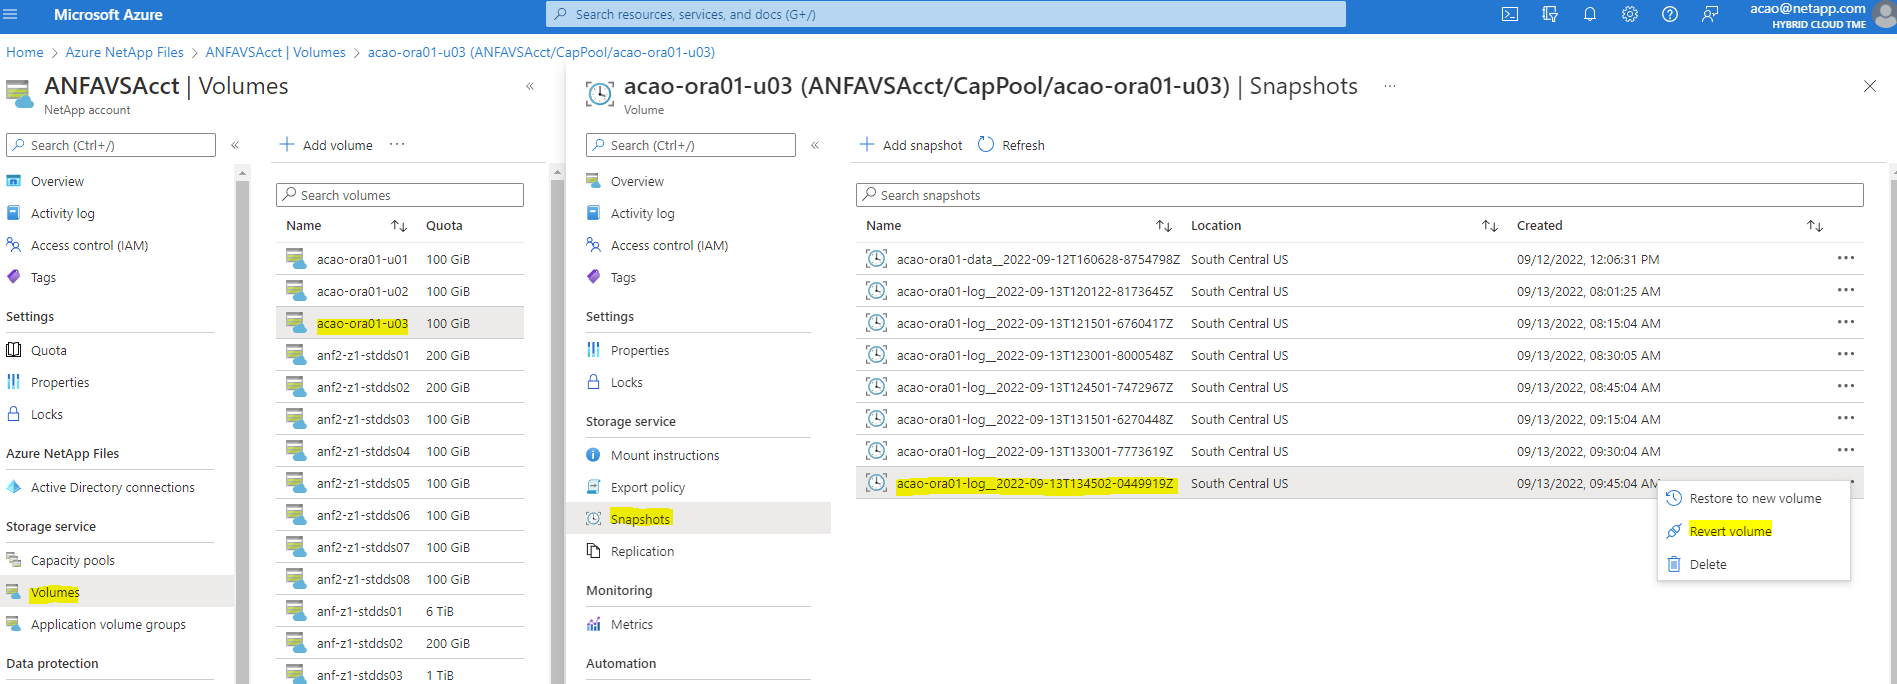 Microsoft Azure
Search resources, services, and docs (G+/)
acao@netapp.com
HYBRID CLOUD TME
Home > Azure NetApp Files > ANFAVSAcct | Volumes > acao-ora01-u03 (ANFAVSAcct/CapPool/acao-ora01-u03)
ANFAVSAcct | Volumes
NetApp account
Search (Ctrl+/)
Overview
Activity log
Access control (IAM)
Tags
Settings
Quota
Properties
Locks
Azure NetApp Files
Active Directory connections
Storage service
Capacity pools
Volumes
Application volume groups
Data protection
Add volume
Search volumes
Name Quota
acao-ora01-u01 100 GiB
acao-ora01-u02 100 GiB
acao-ora01-u03 100 GiB
anf2-z1-stdds01 200 GiB
anf2-z1-stdds02 200 GiB
anf2-z1-stdds03 100 GiB
anf2-z1-stdds04 100 GiB
anf2-z1-stdds05 100 GiB
anf2-z1-stdds06 100 GiB
anf2-z1-stdds07 100 GiB
anf2-z1-stdds08 100 GiB
anf-z1-stdds01 6 TiB
anf-z1-stdds02 200 GiB
anf-z1-stdds03 1 TiB
acao-ora01-u03 (ANFAVSAcct/CapPool/acao-ora01-u03) | Snapshots
Volume
Search (Ctrl+/)
Overview
Activity log
Access control (IAM)
Tags
Settings
Properties
Locks
Storage service
Mount instructions
Export policy
Snapshots
Replication
Monitoring
Metrics
Automation
Add snapshot Refresh
Search snapshots
Name Location Created
acao-ora01-data__2022-09-12T160628-8754798Z South Central US 09/12/2022, 12:06:31 PM
acao-ora01-log__2022-09-13T120122-8173645Z South Central US 09/13/2022, 08:01:25 AM
acao-ora01-log__2022-09-13T121501-6760417Z South Central US 09/13/2022, 08:15:04 AM
acao-ora01-log__2022-09-13T123001-8000548Z South Central US 09/13/2022, 08:30:05 AM
acao-ora01-log__2022-09-13T124501-7472967Z South Central US 09/13/2022, 08:45:04 AM
acao-ora01-log__2022-09-13T131501-6270448Z South Central US 09/13/2022, 09:15:04 AM
acao-ora01-log__2022-09-13T133001-7773619Z South Central US 09/13/2022, 09:30:04 AM
acao-ora01-log__2022-09-13T134502-0449919Z South Central US 09/13/2022, 09:45:04 AM
Restore to new volume
Revert volume
Delete